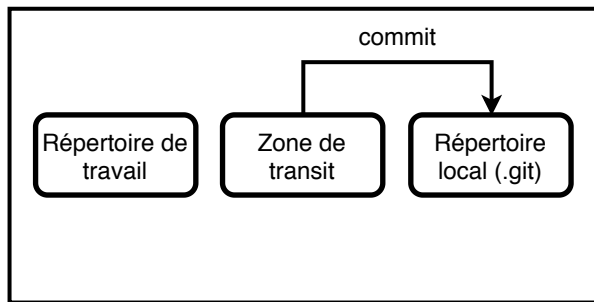 commit
Répertoire de
travail
Zone de
transit
Répertoire
local (.git)